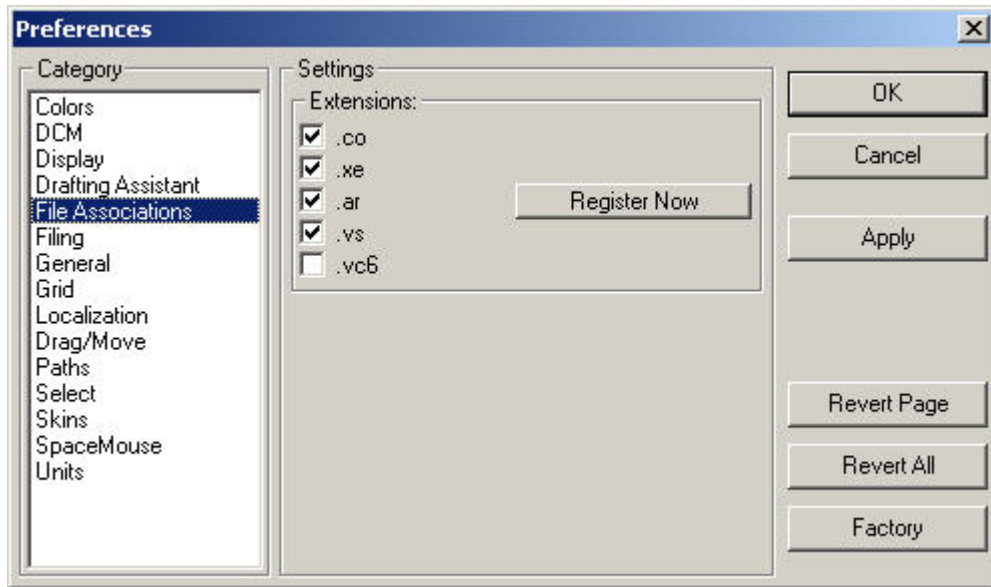 Preferences
Category
Colors
DCM
Display
Drafting Assistant
File Associations
Filing
General
Grid
Localization
Drag/Move
Paths
Select
Skins
SpaceMouse
Units
Settings
Extensions:
.co
.xe
.ar
.vs
.vc6
Register Now
OK
Cancel
Apply
Revert Page
Revert All
Factory